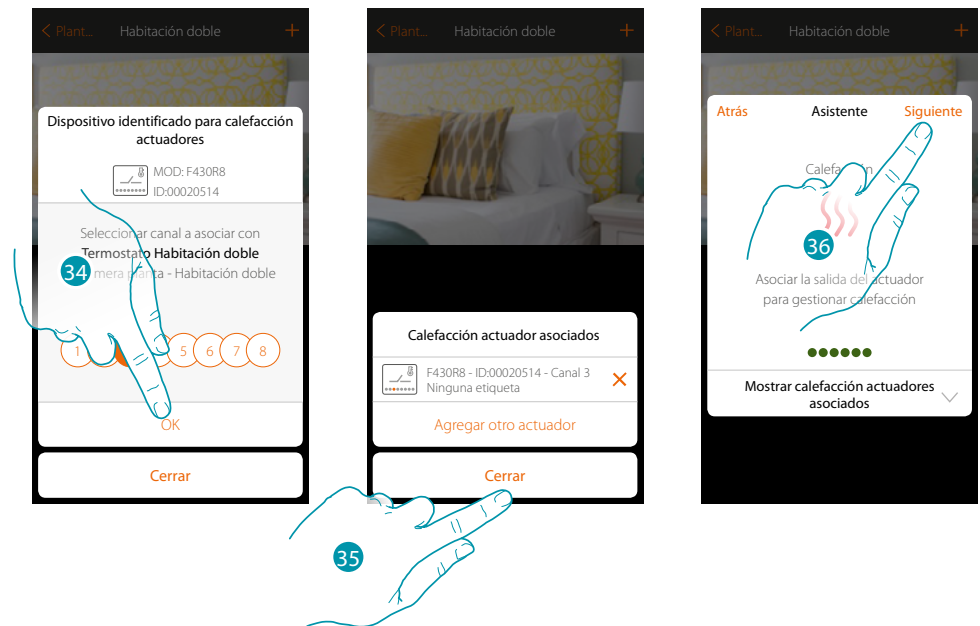 Plant...
Habitación doble
Dispositivo identificado para calefacción
actuadores
MOD: F430R8
ID:00020514
Seleccionar canal a asociar con
Termostato Habitación doble
mera planta - Habitación doble
34
1
5
6
7
8
OK
Cerrar
Plant...
Habitación doble
Calefacción actuador asociados
F430R8 - ID:00020514 - Canal 3
Ninguna etiqueta
Agregar otro actuador
Cerrar
35
Plant...
Habitación doble
Atrás
Asistente
Siguiente
Calefacción
36
Asociar la salida del actuador
para gestionar calefacción
Mostrar calefacción actuadores
asociados